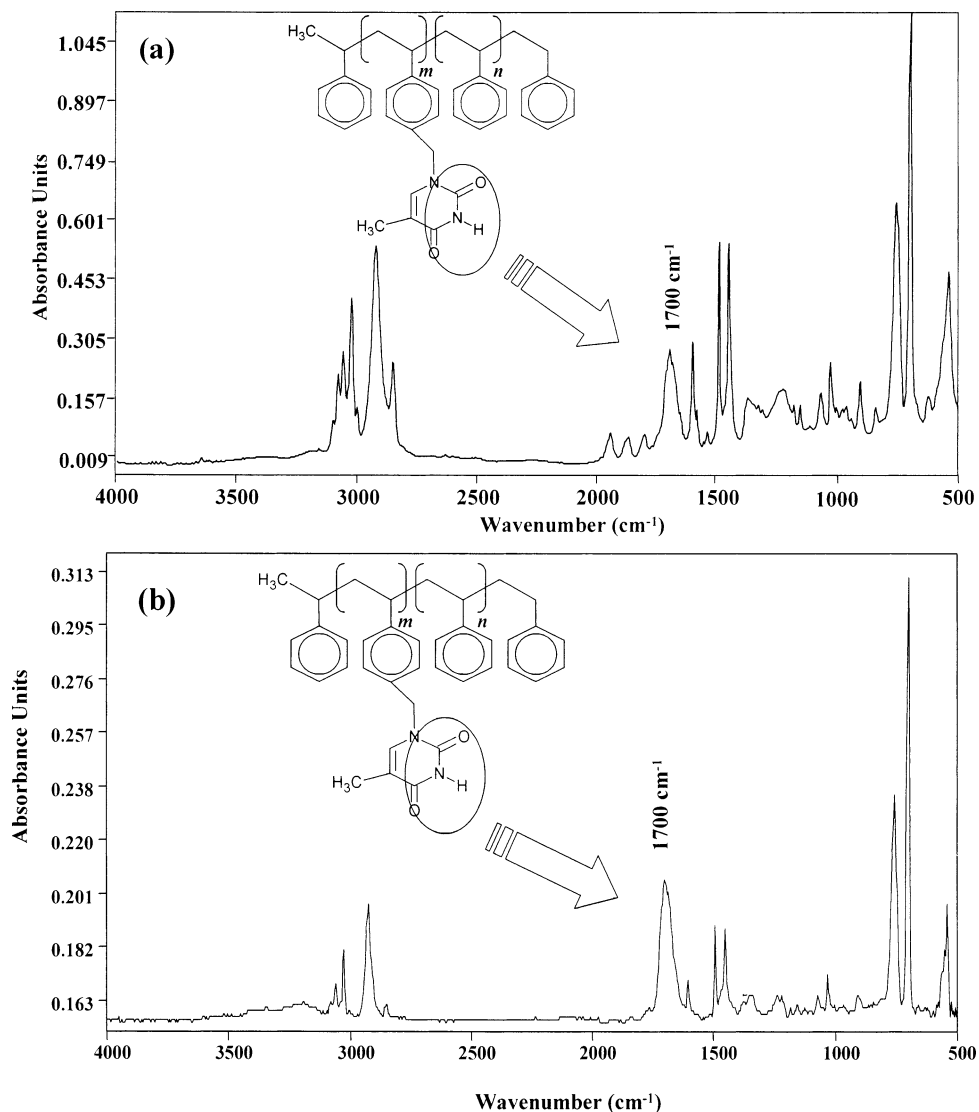 (a)
H₃C
m
n
N
O
N
H
H₃C
O
1700 cm⁻¹
Absorbance Units
1.045
0.897
0.749
0.601
0.453
0.305
0.157
0.009
4000 3500 3000 2500 2000 1500 1000 500
Wavenumber (cm⁻¹)
(b)
H₃C
m
n
N
O
N
H
H₃C
O
1700 cm⁻¹
Absorbance Units
0.313
0.295
0.276
0.257
0.238
0.220
0.201
0.182
0.163
4000 3500 3000 2500 2000 1500 1000 500
Wavenumber (cm⁻¹)